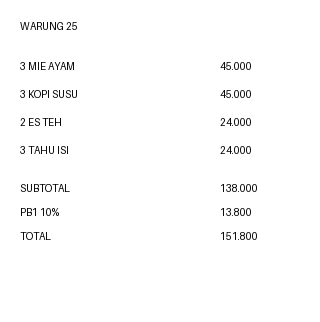 WARUNG 25
3 MIE AYAM 45.000
3 KOPI SUSU 45.000
2 ES TEH 24.000
3 TAHU ISI 24.000
SUBTOTAL 138.000
PB1 10% 13.800
TOTAL 151.800